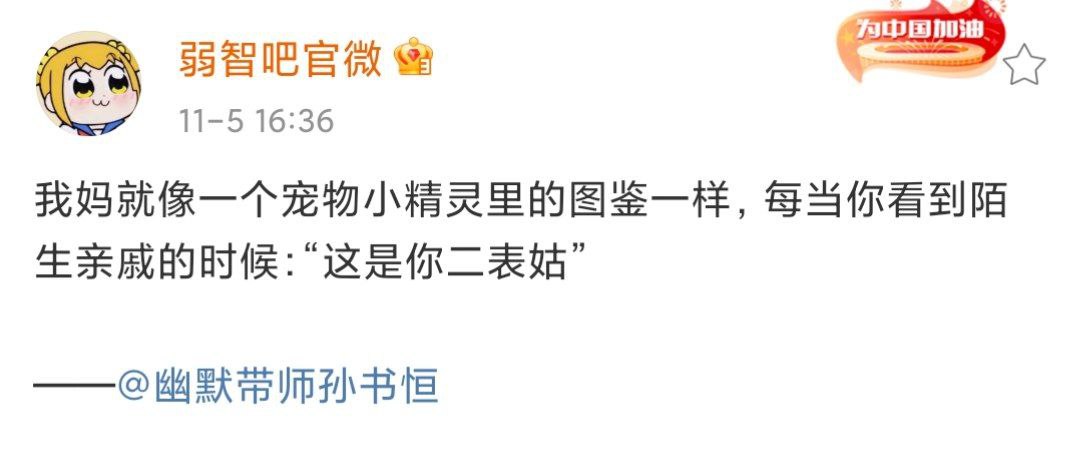 为中国加油
弱智吧官微
11-5 16:36
我妈就像一个宠物小精灵里的图鉴一样，每当你看到陌
生亲戚的时候：“这是你二表姑”
——@幽默带师孙书恒